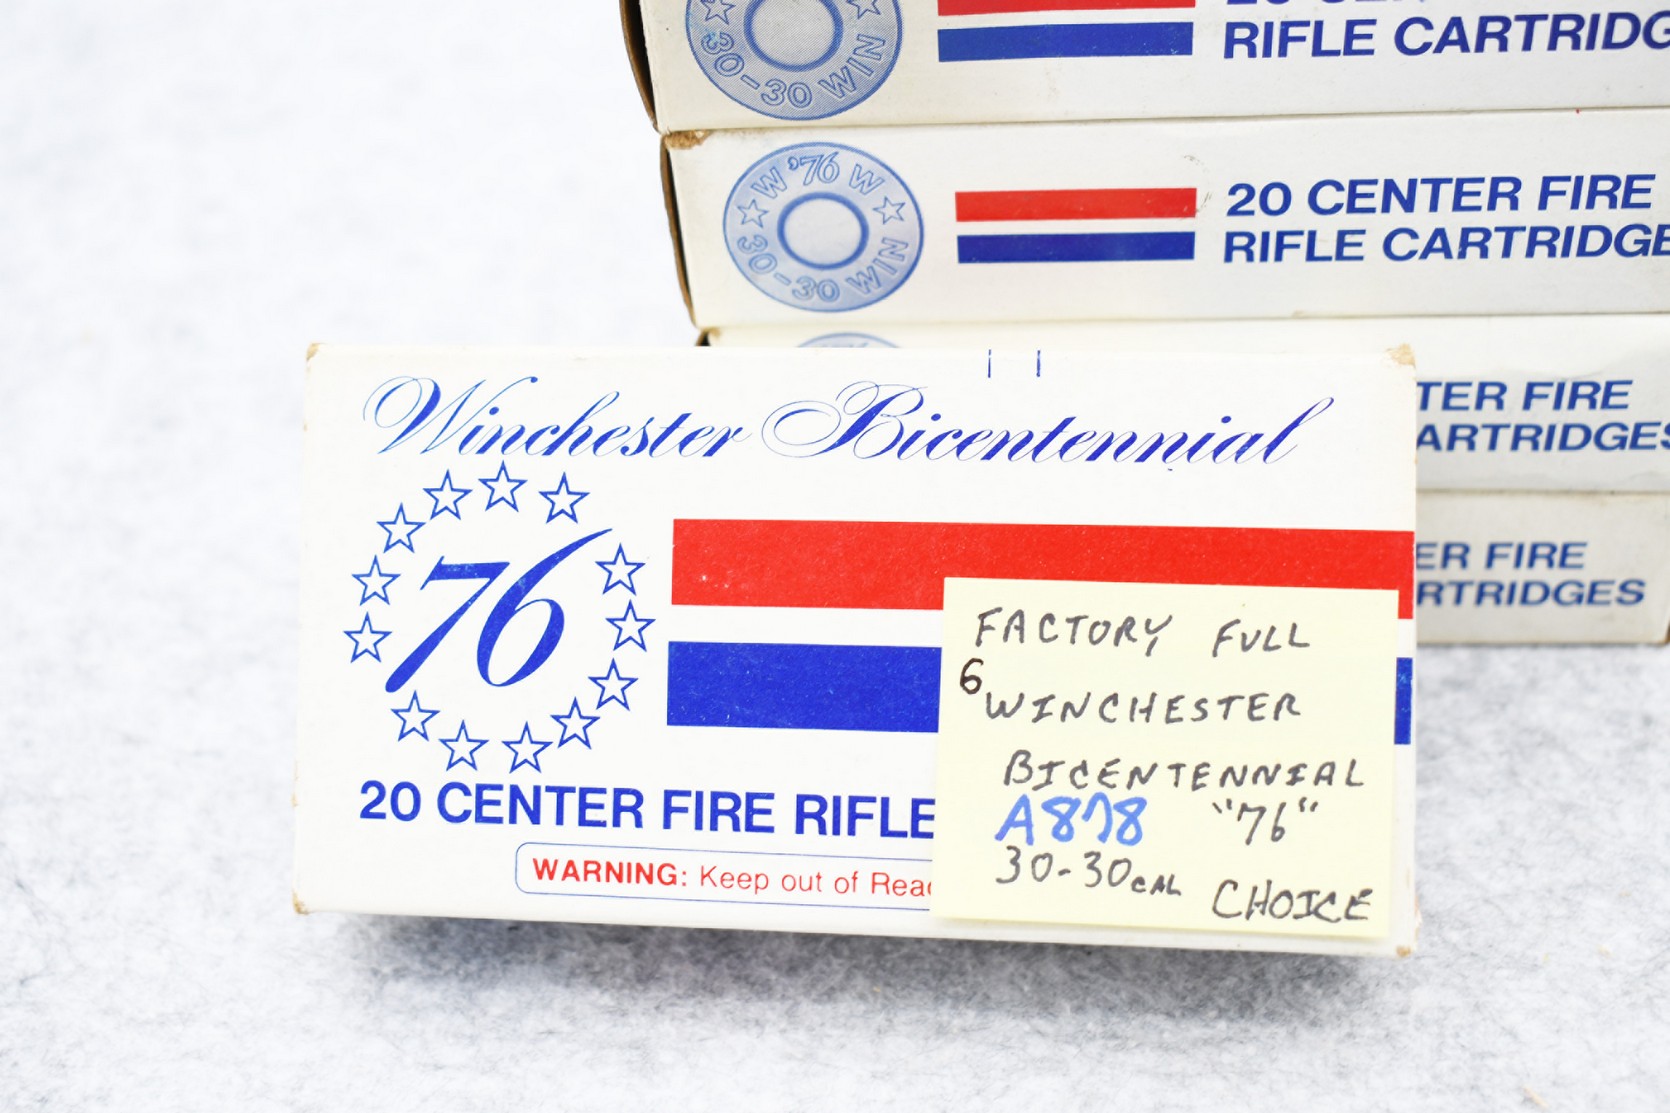 30-30 WIN
RIFLE CARTRIDG
W '76 W
30-30 WIN
20 CENTER FIRE
RIFLE CARTRIDGE
TER FIRE
ARTRIDGES
ER FIRE
RTRIDGES
Winchester Bicentennial
76
20 CENTER FIRE RIFLE
WARNING: Keep out of Reac
FACTORY FULL
6 WINCHESTER
BICENTENNIAL
A878 "76"
30-30 CAL CHOICE